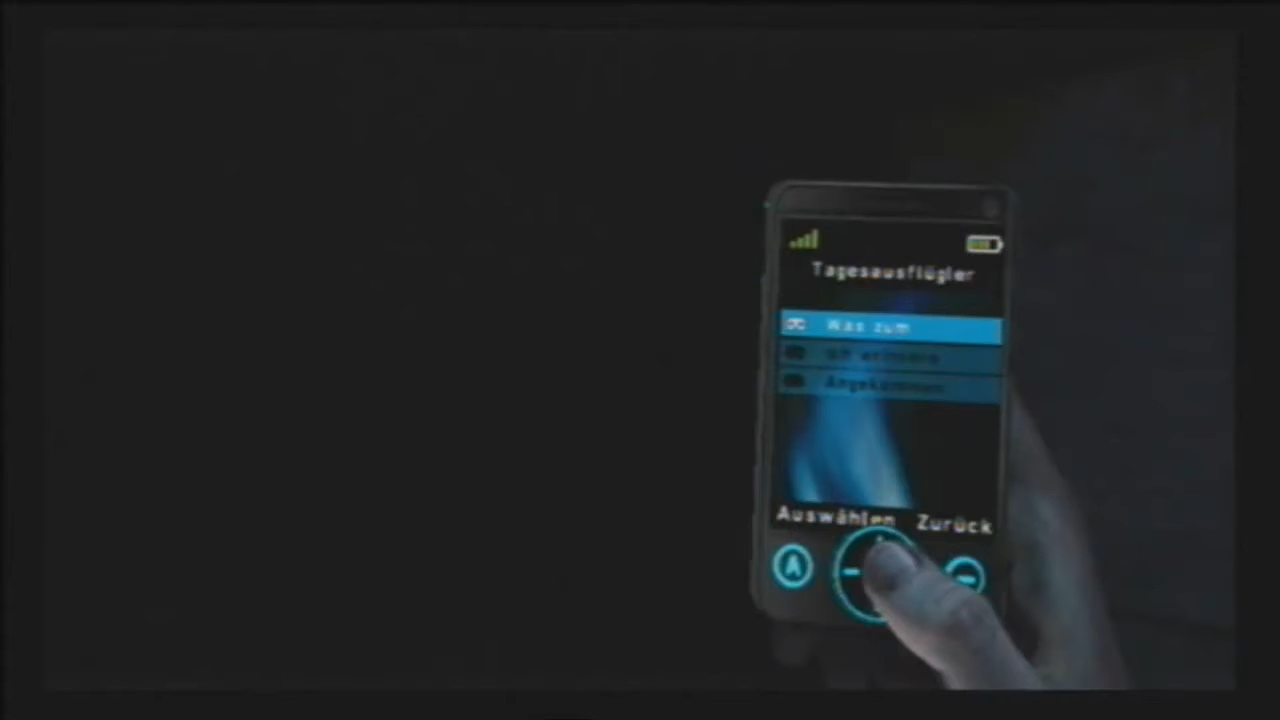 Tagesausflügler
Was zum
Angekommen
Auswählen Zurück
A